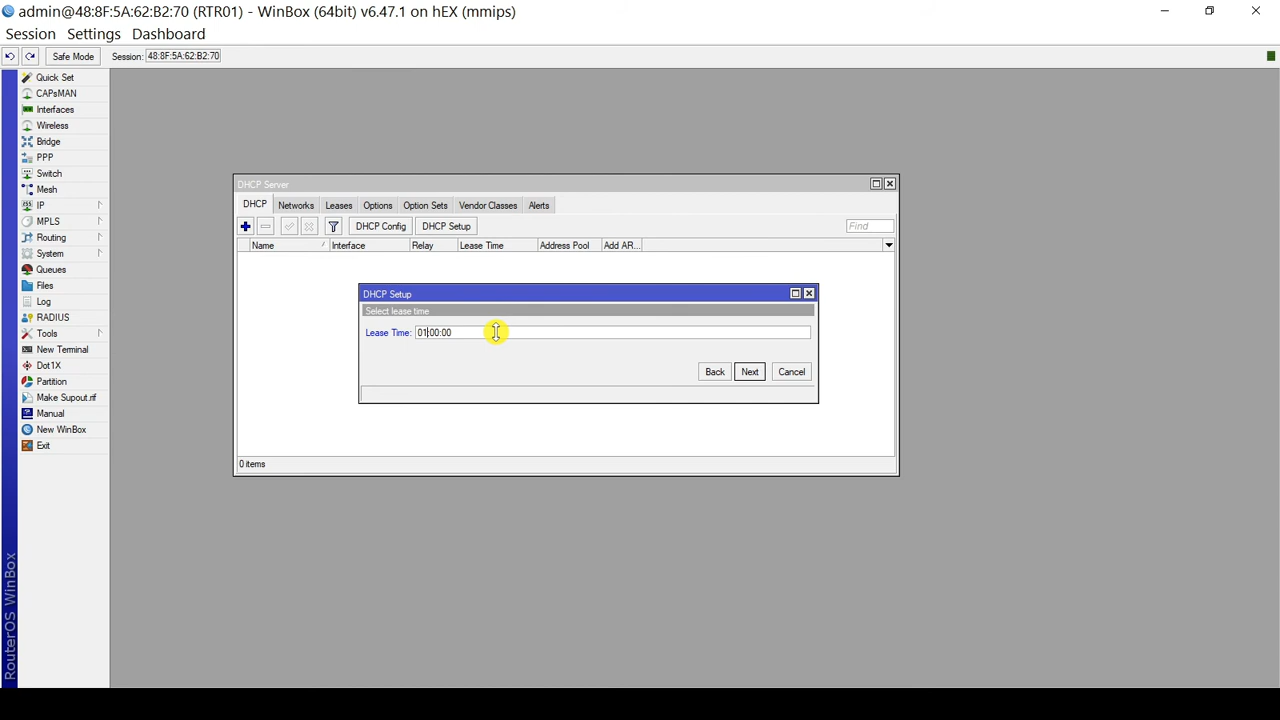 admin@48:8F:5A:62:B2:70 (RTR01) - WinBox (64bit) v6.47.1 on hEX (mmips)
Session Settings Dashboard
Safe Mode Session: 48:8F:5A:62:B2:70
Quick Set
CAPsMAN
Interfaces
Wireless
Bridge
PPP
Switch
Mesh
IP
MPLS
Routing
System
Queues
Files
Log
RADIUS
Tools
New Terminal
Dot1X
Partition
Make Supout.rif
Manual
New WinBox
Exit
RouterOS WinBox
DHCP Server
DHCP Networks Leases Options Option Sets Vendor Classes Alerts
DHCP Config DHCP Setup Find
Name / Interface Relay Lease Time Address Pool Add AR...
DHCP Setup
Select lease time
Lease Time: 01:00:00
Back Next Cancel
0 items